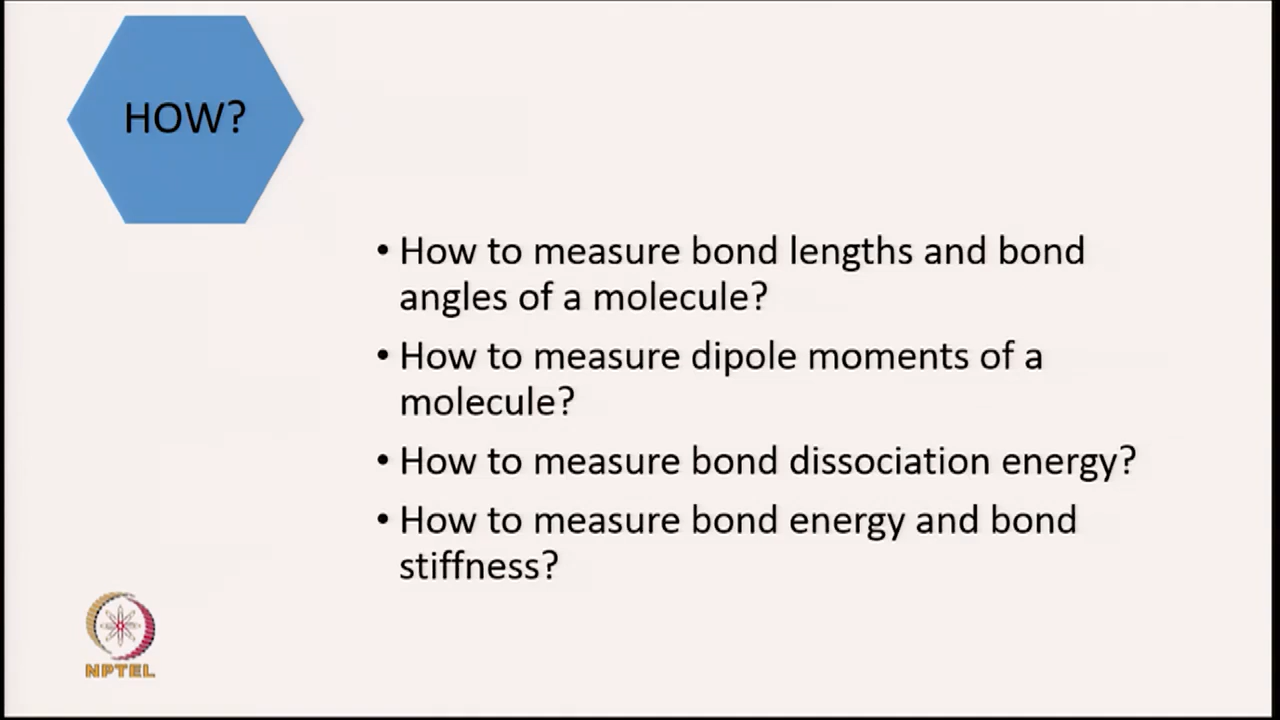 HOW?
• How to measure bond lengths and bond
angles of a molecule?
• How to measure dipole moments of a
molecule?
• How to measure bond dissociation energy?
• How to measure bond energy and bond
stiffness?
NPTEL